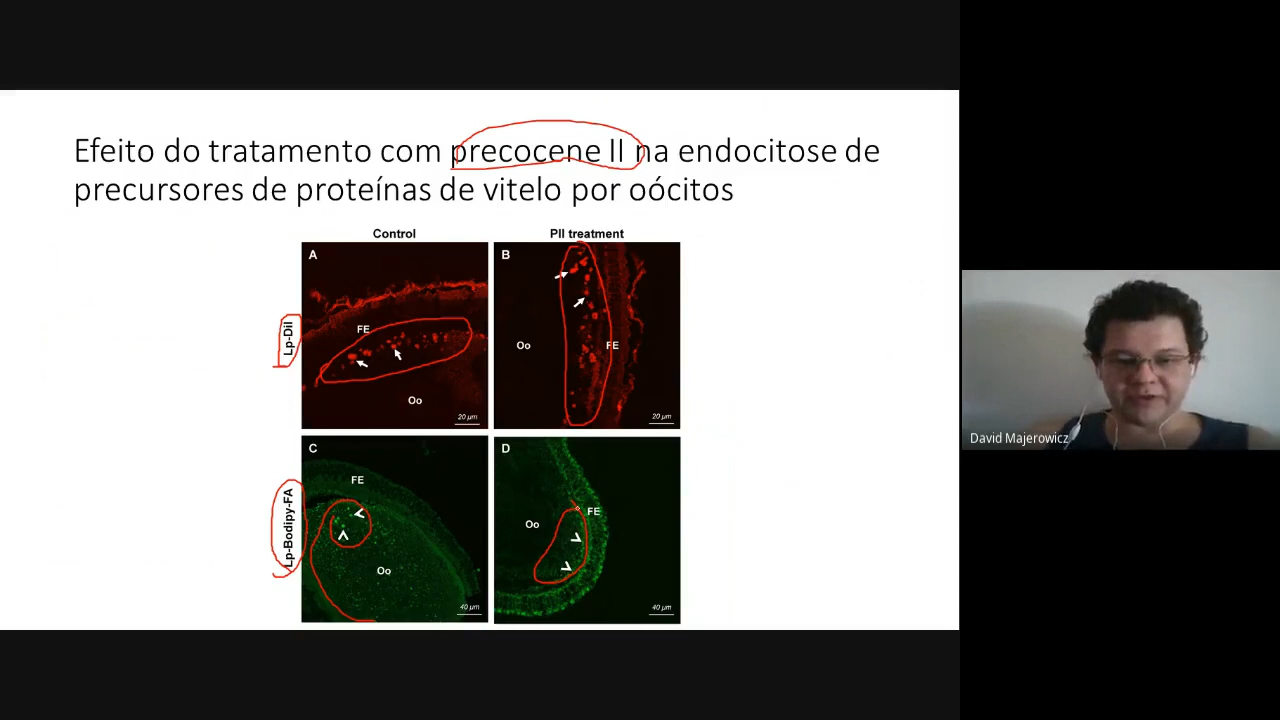 Efeito do tratamento com precocene II na endocitose de
precursores de proteínas de vitelo por oócitos
Control
PII treatment
Lp-DiI
A
FE
Oo
20 µm
B
Oo
FE
20 µm
Lp-Bodipy-FA
C
FE
Oo
40 µm
D
Oo
FE
40 µm
David Majerowicz